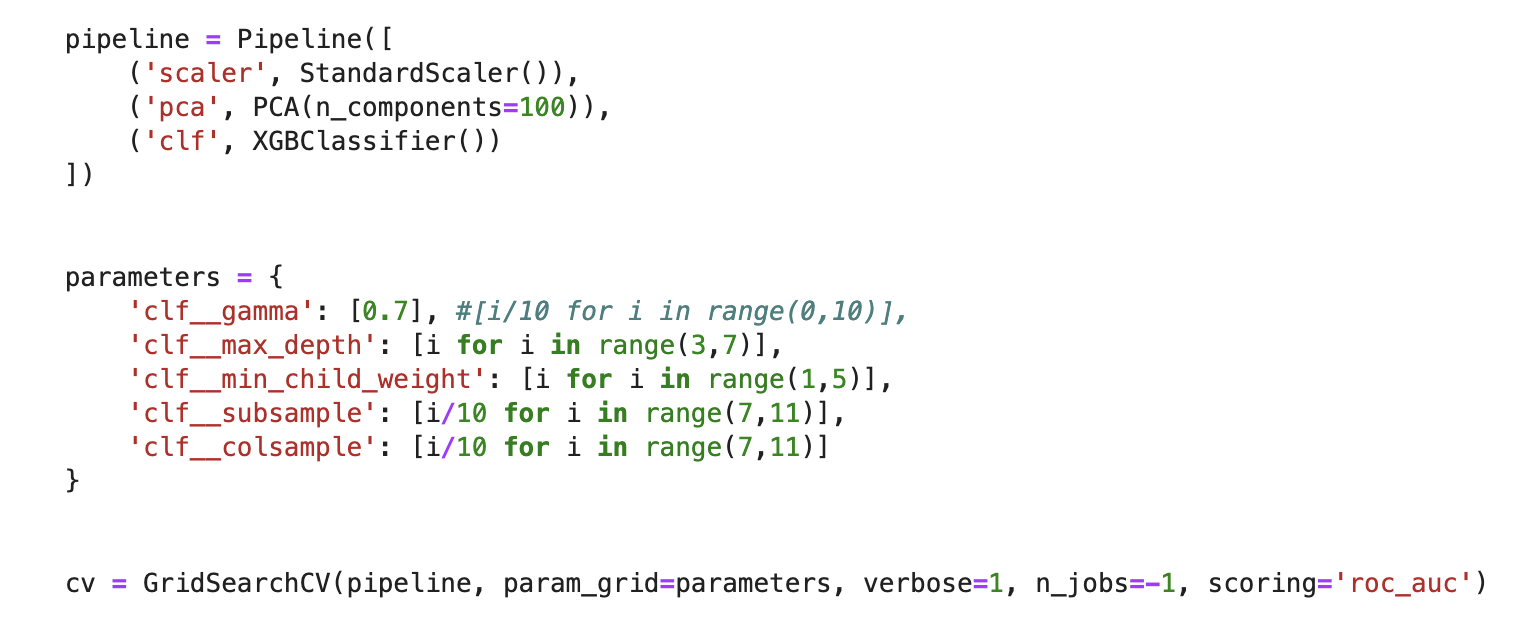 pipeline = Pipeline([
    ('scaler', StandardScaler()),
    ('pca', PCA(n_components=100)),
    ('clf', XGBClassifier())
])
parameters = {
    'clf__gamma': [0.7], #[i/10 for i in range(0,10)],
    'clf__max_depth': [i for i in range(3,7)],
    'clf__min_child_weight': [i for i in range(1,5)],
    'clf__subsample': [i/10 for i in range(7,11)],
    'clf__colsample': [i/10 for i in range(7,11)]
}
cv = GridSearchCV(pipeline, param_grid=parameters, verbose=1, n_jobs=-1, scoring='roc_auc')